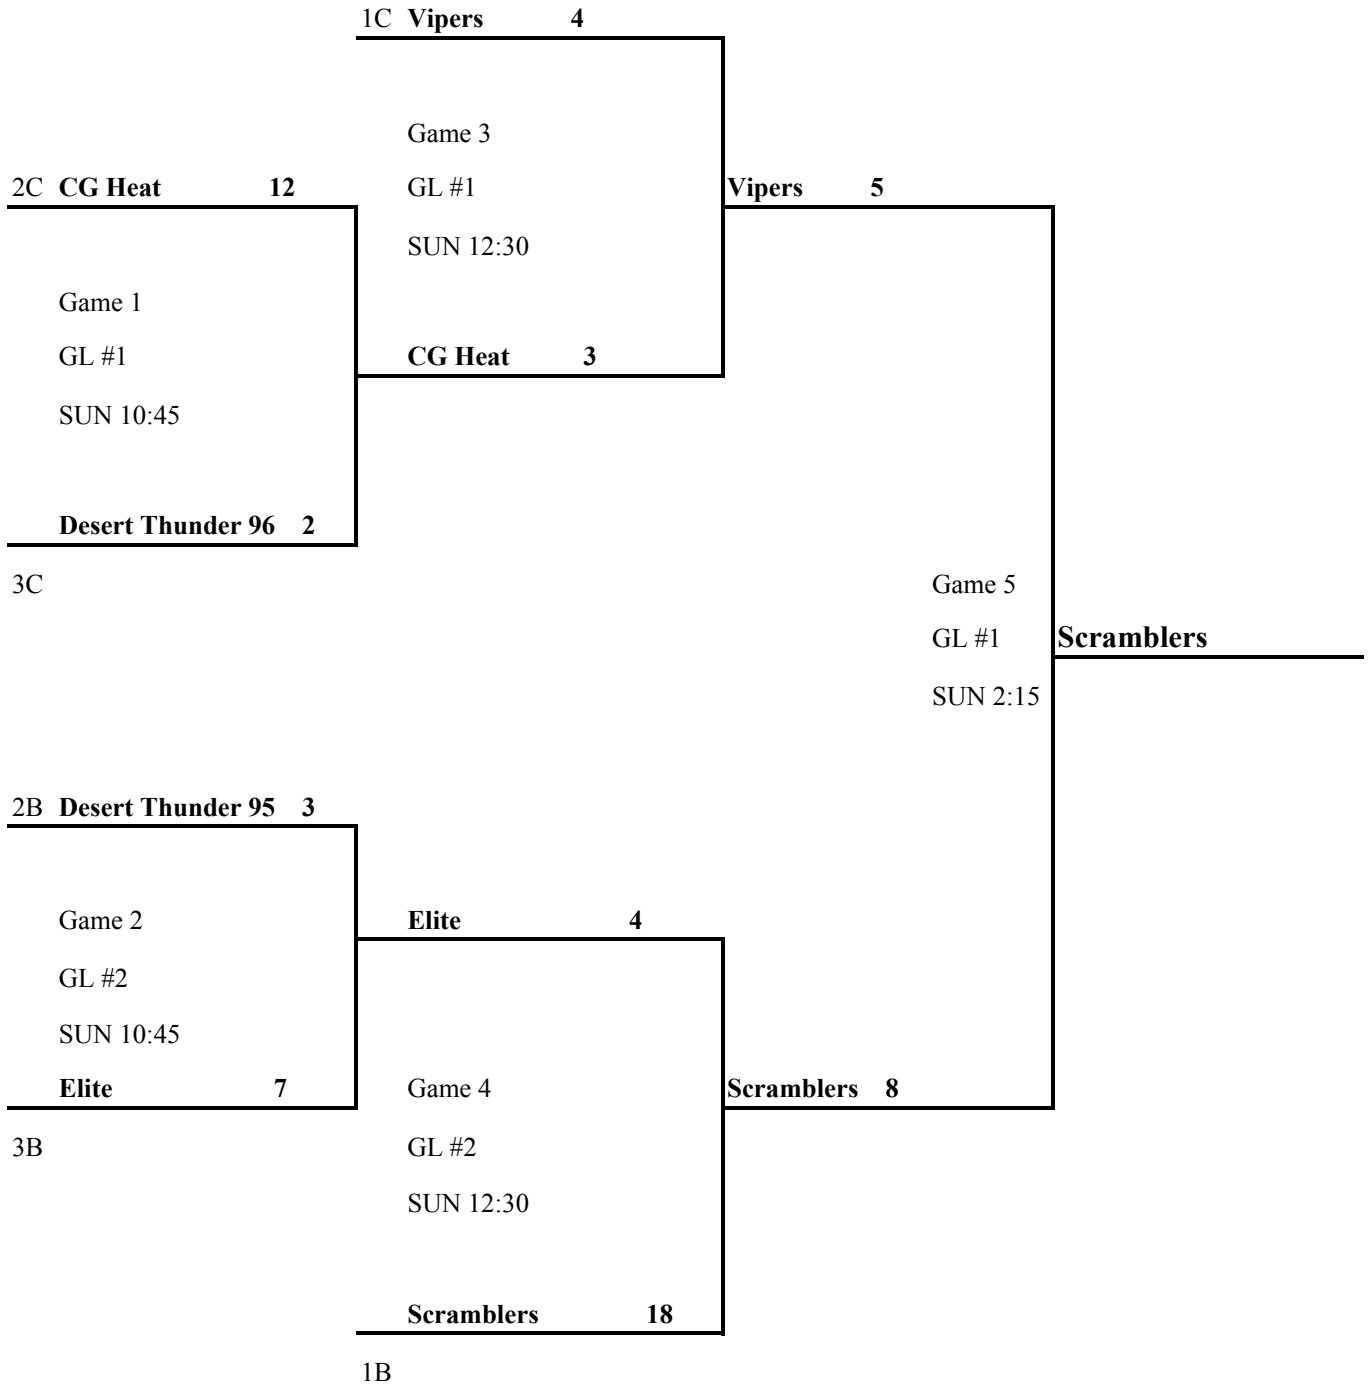 1C Vipers 4
Game 3
2C CG Heat 12 GL #1 Vipers 5
SUN 12:30
Game 1
GL #1 CG Heat 3
SUN 10:45
Desert Thunder 96 2
3C Game 5
GL #1 Scramblers
SUN 2:15
2B Desert Thunder 95 3
Game 2 Elite 4
GL #2
SUN 10:45
Elite 7 Game 4 Scramblers 8
3B GL #2
SUN 12:30
Scramblers 18
1B